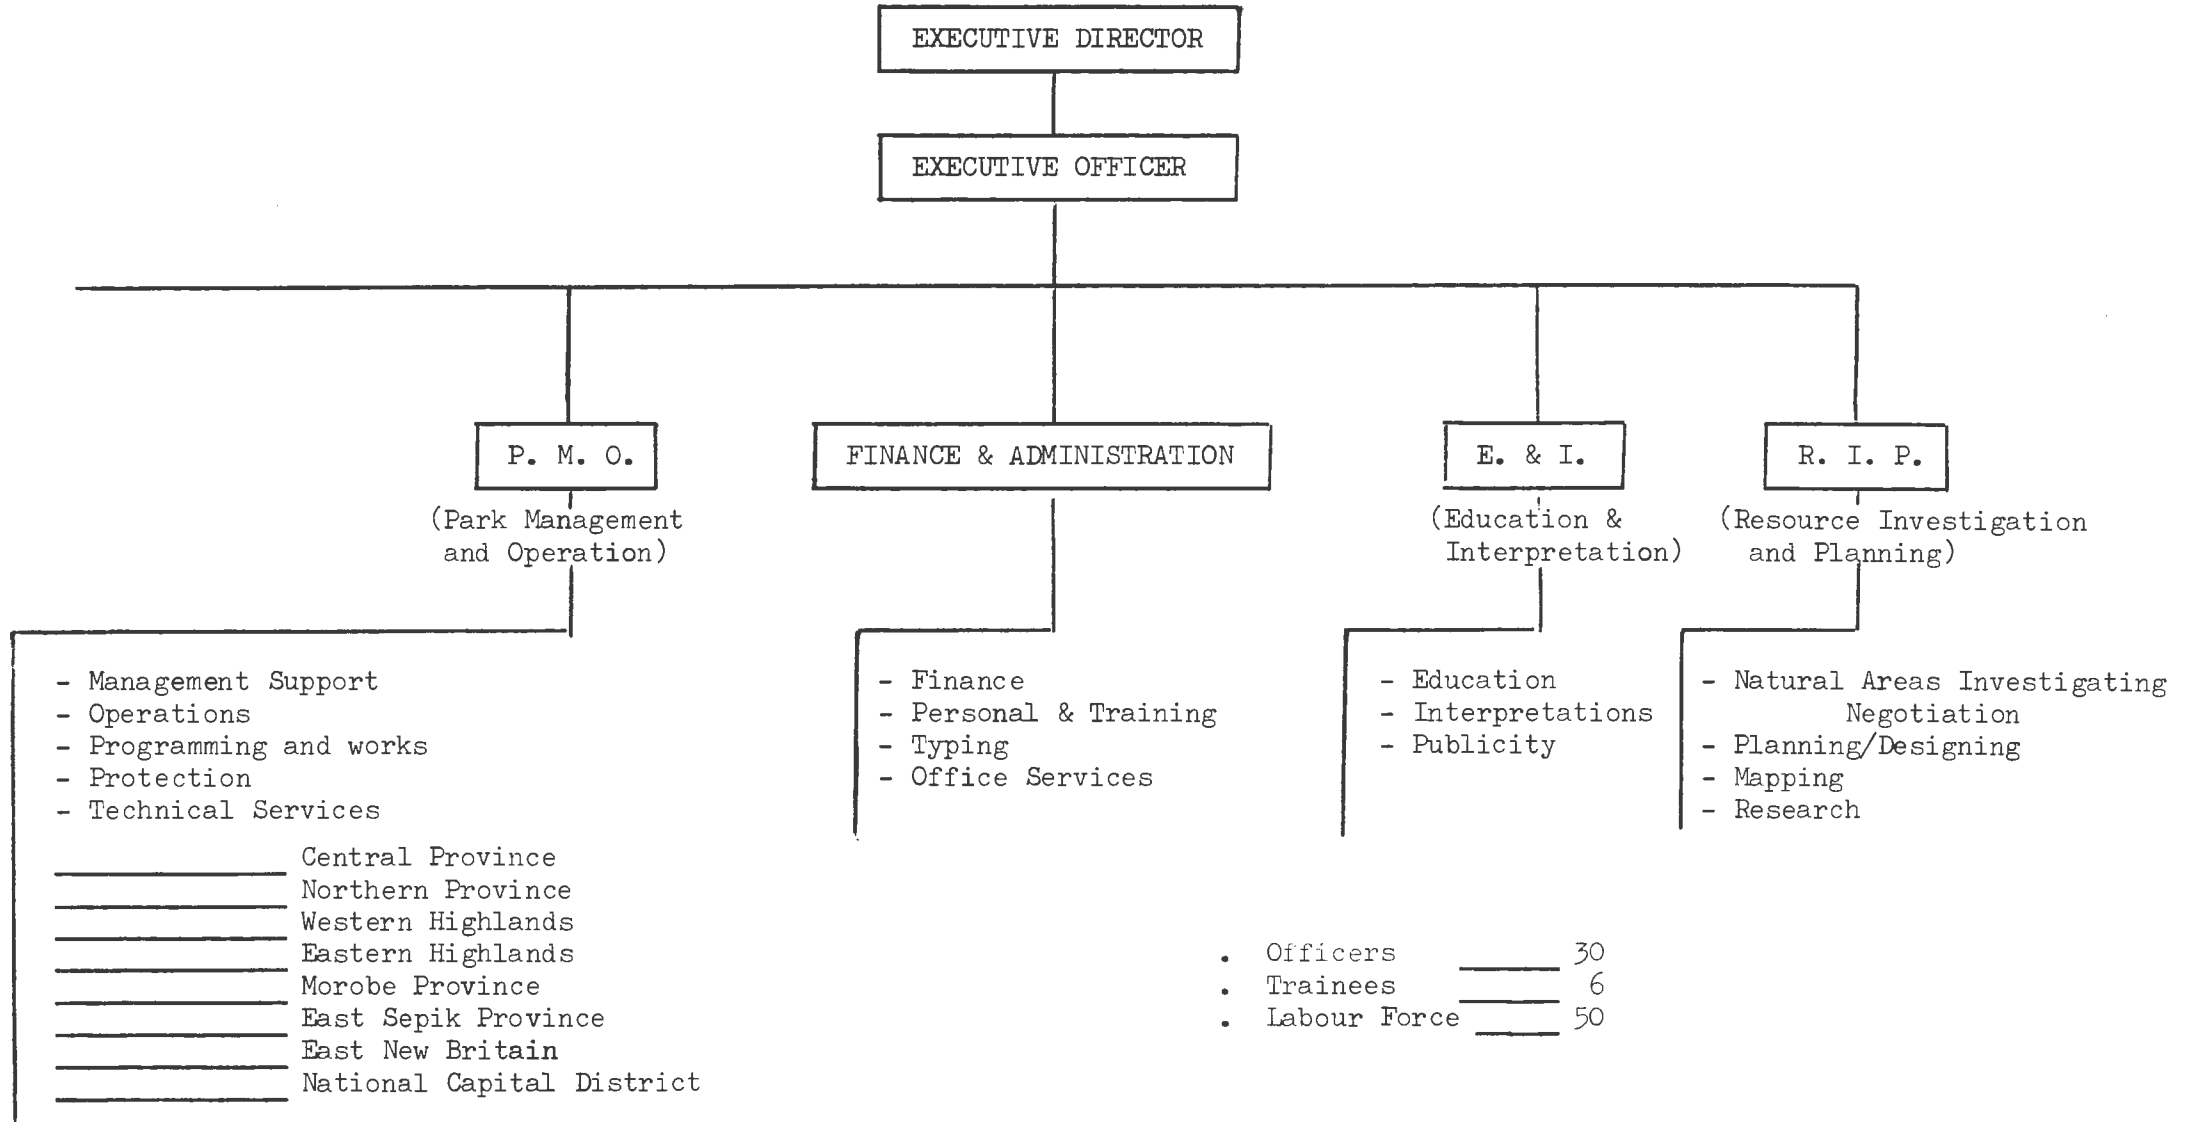 EXECUTIVE DIRECTOR
EXECUTIVE OFFICER
P. M. O.
(Park Management
and Operation)
FINANCE & ADMINISTRATION
E. & I.
(Education &
Interpretation)
R. I. P.
(Resource Investigation
and Planning)
- Management Support
- Operations
- Programming and works
- Protection
- Technical Services
Central Province
Northern Province
Western Highlands
Eastern Highlands
Morobe Province
East Sepik Province
East New Britain
National Capital District
- Finance
- Personal & Training
- Typing
- Office Services
- Education
- Interpretations
- Publicity
- Natural Areas Investigating
Negotiation
- Planning/Designing
- Mapping
- Research
. Officers 30
. Trainees 6
. Labour Force 50